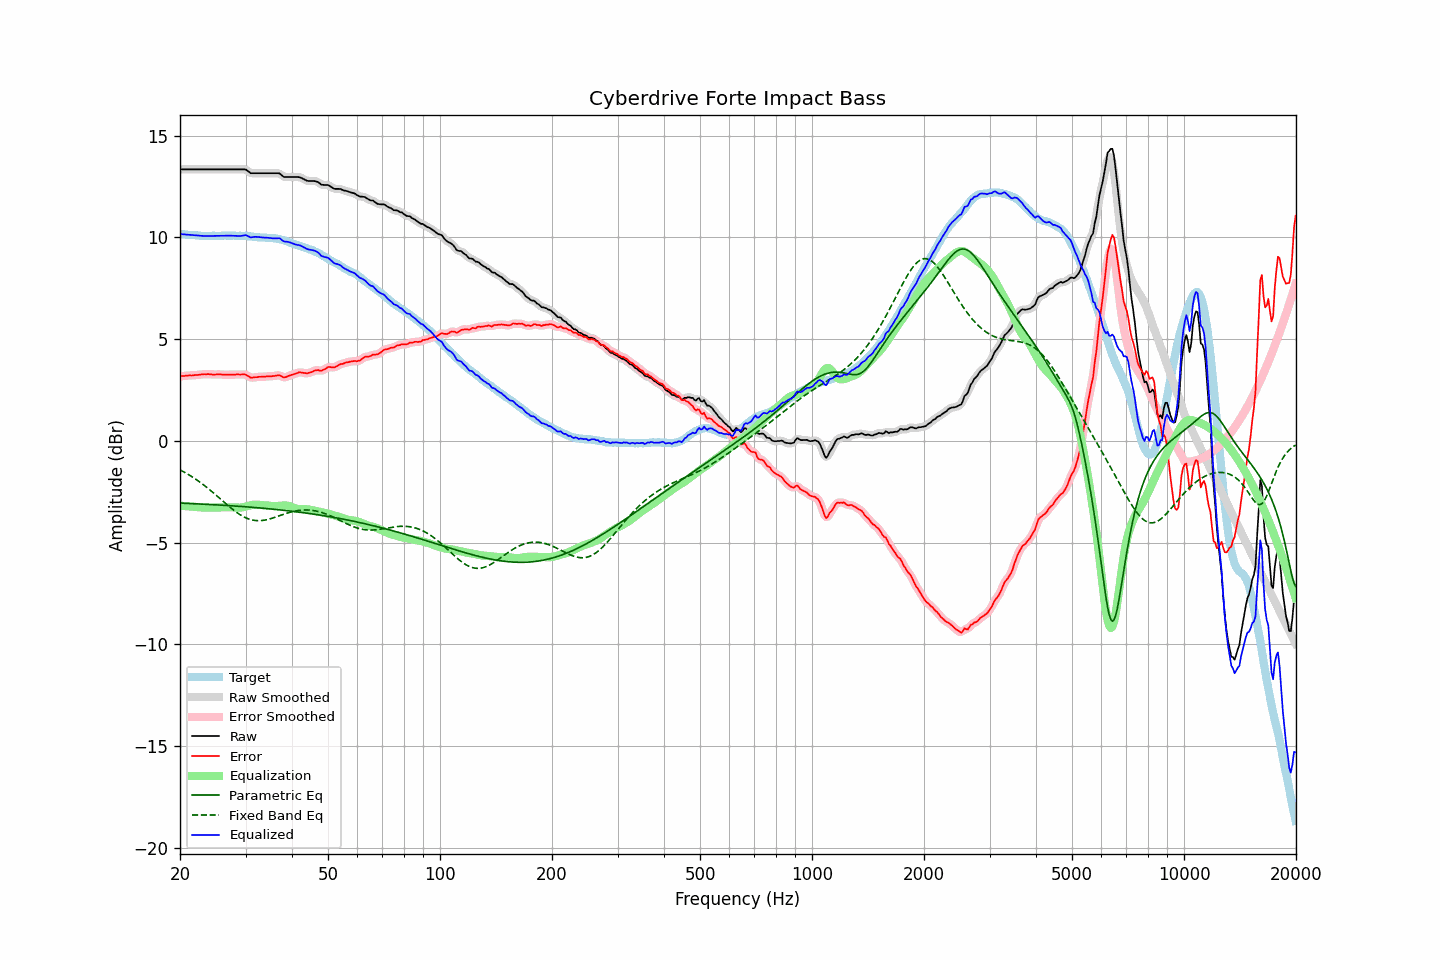 Cyberdrive Forte Impact Bass
Amplitude (dBr)
15
10
5
0
−5
−10
−15
−20
Target
Raw Smoothed
Error Smoothed
Raw
Error
Equalization
Parametric Eq
Fixed Band Eq
Equalized
20 50 100 200 500 1000 2000 5000 10000 20000
Frequency (Hz)